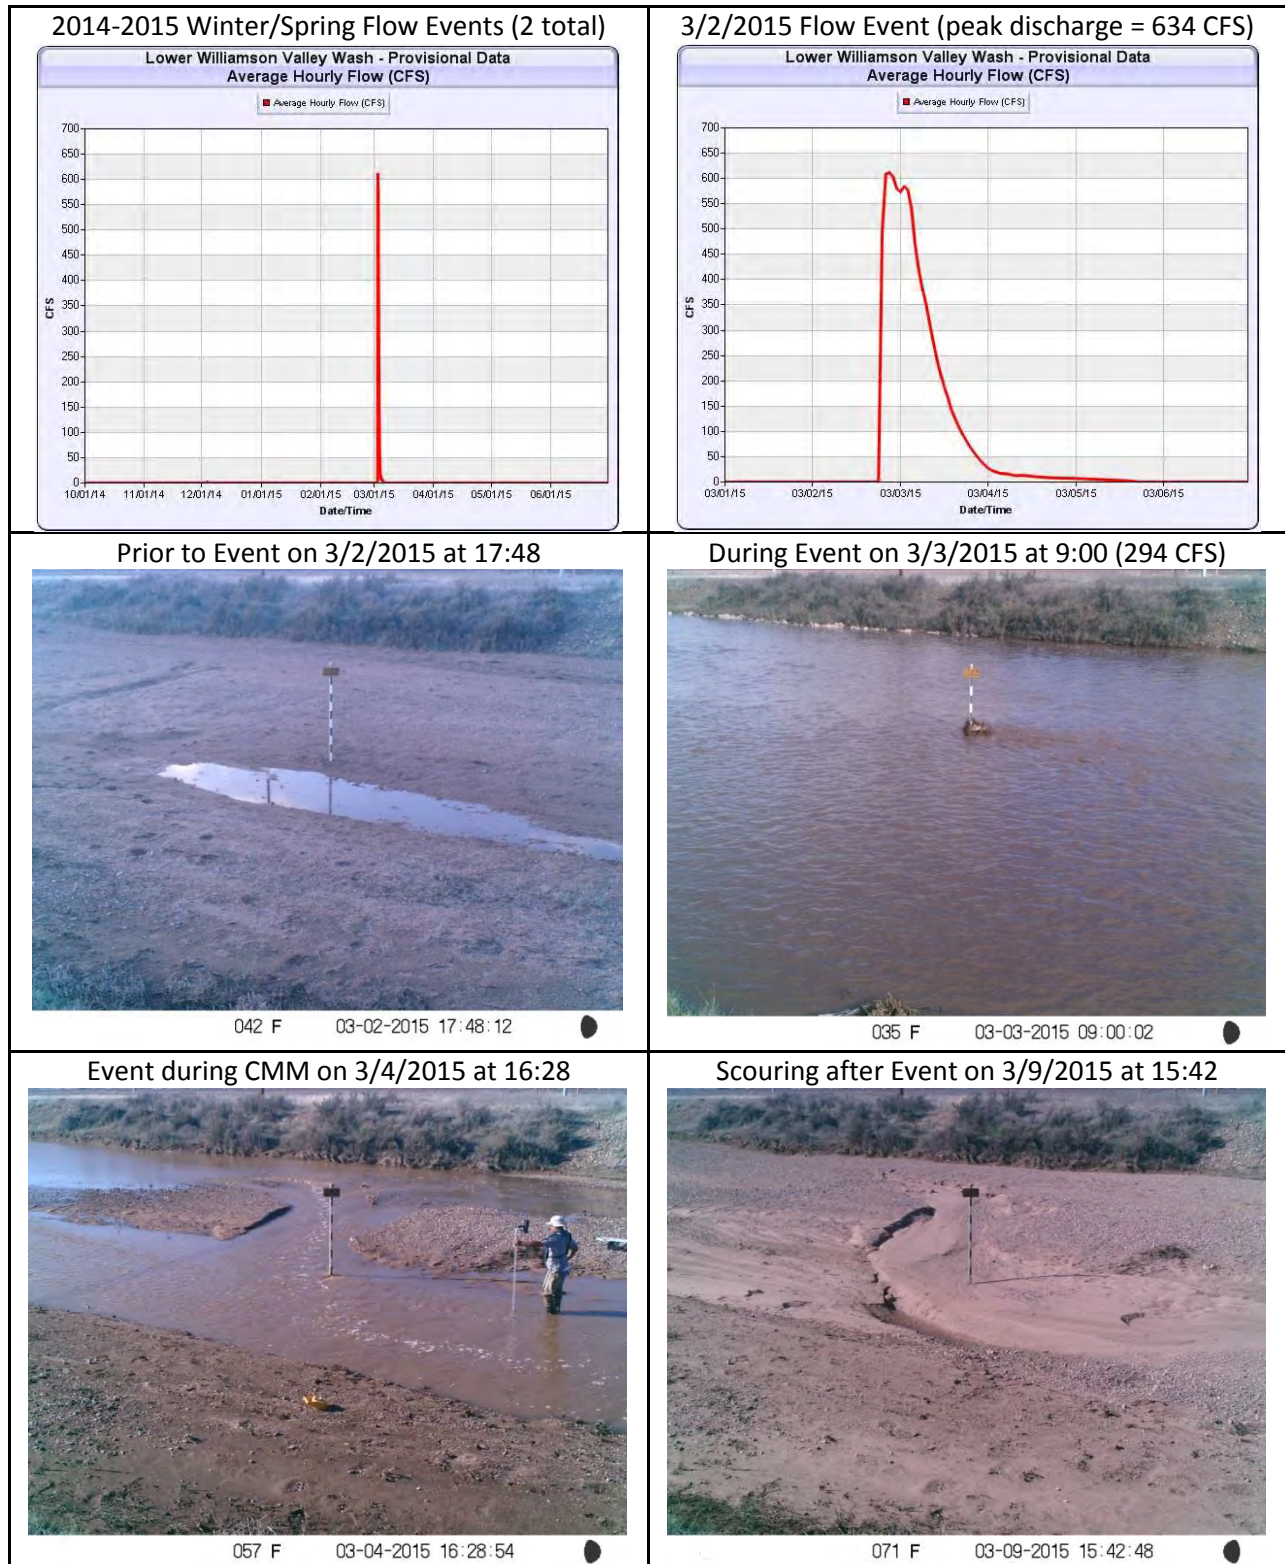 2014-2015 Winter/Spring Flow Events (2 total)
Lower Williamson Valley Wash - Provisional Data
Average Hourly Flow (CFS)
Average Hourly Flow (CFS)
700
650
600
550
500
450
400
350
300
250
200
150
100
50
0
CFS
10/01/14 11/01/14 12/01/14 01/01/15 02/01/15 03/01/15 04/01/15 05/01/15 06/01/15
Date/Time
3/2/2015 Flow Event (peak discharge = 634 CFS)
Lower Williamson Valley Wash - Provisional Data
Average Hourly Flow (CFS)
Average Hourly Flow (CFS)
700
650
600
550
500
450
400
350
300
250
200
150
100
50
0
CFS
03/01/15 03/02/15 03/03/15 03/04/15 03/05/15 03/06/15
Date/Time
Prior to Event on 3/2/2015 at 17:48
042 F 03-02-2015 17:48:12
During Event on 3/3/2015 at 9:00 (294 CFS)
035 F 03-03-2015 09:00:02
Event during CMM on 3/4/2015 at 16:28
057 F 03-04-2015 16:28:54
Scouring after Event on 3/9/2015 at 15:42
071 F 03-09-2015 15:42:48